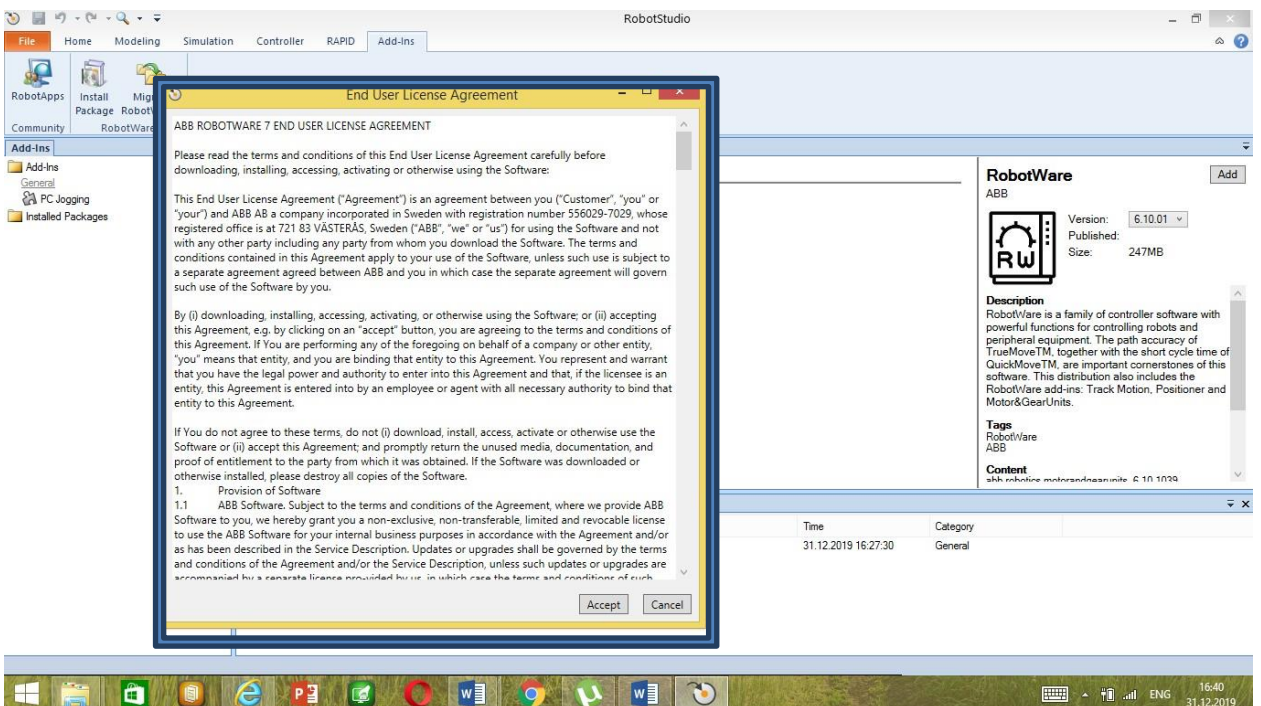 RobotStudio
File Home Modeling Simulation Controller RAPID Add-Ins
RobotApps
Install
Package
Community
Add-Ins
Add-Ins
General
PC Jogging
Installed Packages
End User License Agreement
ABB ROBOTWARE 7 END USER LICENSE AGREEMENT
Please read the terms and conditions of this End User License Agreement carefully before
downloading, installing, accessing, activating or otherwise using the Software:
This End User License Agreement ("Agreement") is an agreement between you ("Customer", "you" or
"your") and ABB AB a company incorporated in Sweden with registration number 556029-7029, whose
registered office is at 721 83 VÄSTERÅS, Sweden ("ABB", "we" or "us") for using the Software and not
with any other party including any party from whom you download the Software. The terms and
conditions contained in this Agreement apply to your use of the Software, unless such use is subject to
a separate agreement agreed between ABB and you in which case the separate agreement will govern
such use of the Software by you.
By (i) downloading, installing, accessing, activating, or otherwise using the Software; or (ii) accepting
this Agreement, e.g. by clicking on an "accept" button, you are agreeing to the terms and conditions of
this Agreement. If You are performing any of the foregoing on behalf of a company or other entity,
"you" means that entity, and you are binding that entity to this Agreement. You represent and warrant
that you have the legal power and authority to enter into this Agreement and that, if the licensee is an
entity, this Agreement is entered into by an employee or agent with all necessary authority to bind that
entity to this Agreement.
If You do not agree to these terms, do not (i) download, install, access, activate or otherwise use the
Software or (ii) accept this Agreement; and promptly return the unused media, documentation, and
proof of entitlement to the party from which it was obtained. If the Software was downloaded or
otherwise installed, please destroy all copies of the Software.
1. Provision of Software
1.1 ABB Software. Subject to the terms and conditions of the Agreement, where we provide ABB
Software to you, we hereby grant you a non-exclusive, non-transferable, limited and revocable license
to use the ABB Software for your internal business purposes in accordance with the Agreement and/or
as has been described in the Service Description. Updates or upgrades shall be governed by the terms
and conditions of the Agreement and/or the Service Description, unless such updates or upgrades are
accompanied by a separate license pro-vided by us, in which case the terms and conditions of such
Accept Cancel
RobotWare Add
ABB
RW
Version: 6.10.01
Published:
Size: 247MB
Description
RobotWare is a family of controller software with
powerful functions for controlling robots and
peripheral equipment. The path accuracy of
TrueMoveTM, together with the short cycle time of
QuickMoveTM, are important cornerstones of this
software. This distribution also includes the
RobotWare add-ins: Track Motion, Positioner and
Motor&GearUnits.
Tags
RobotWare
ABB
Content
abb.robotics.motorandgearunits 6.10.1039
Time Category
31.12.2019 16:27:30 General
ENG
16:40
31.12.2019